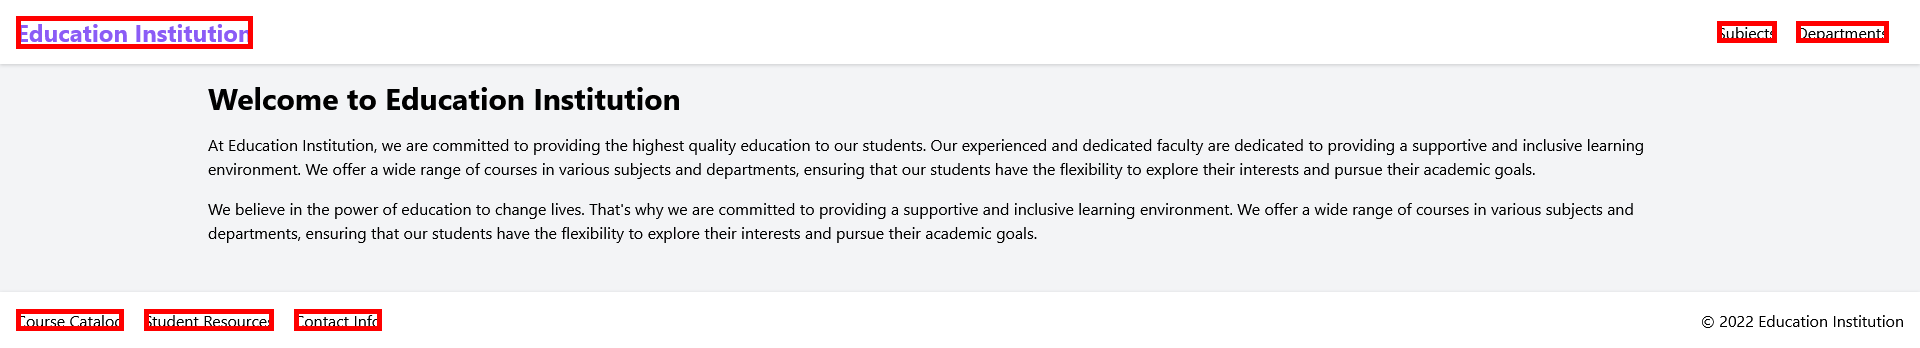 Education Institution
Subjects
Departments
Welcome to Education Institution
At Education Institution, we are committed to providing the highest quality education to our students. Our experienced and dedicated faculty are dedicated to providing a supportive and inclusive learning
environment. We offer a wide range of courses in various subjects and departments, ensuring that our students have the flexibility to explore their interests and pursue their academic goals.
We believe in the power of education to change lives. That's why we are committed to providing a supportive and inclusive learning environment. We offer a wide range of courses in various subjects and
departments, ensuring that our students have the flexibility to explore their interests and pursue their academic goals.
Course Catalog
Student Resources
Contact Info
© 2022 Education Institution